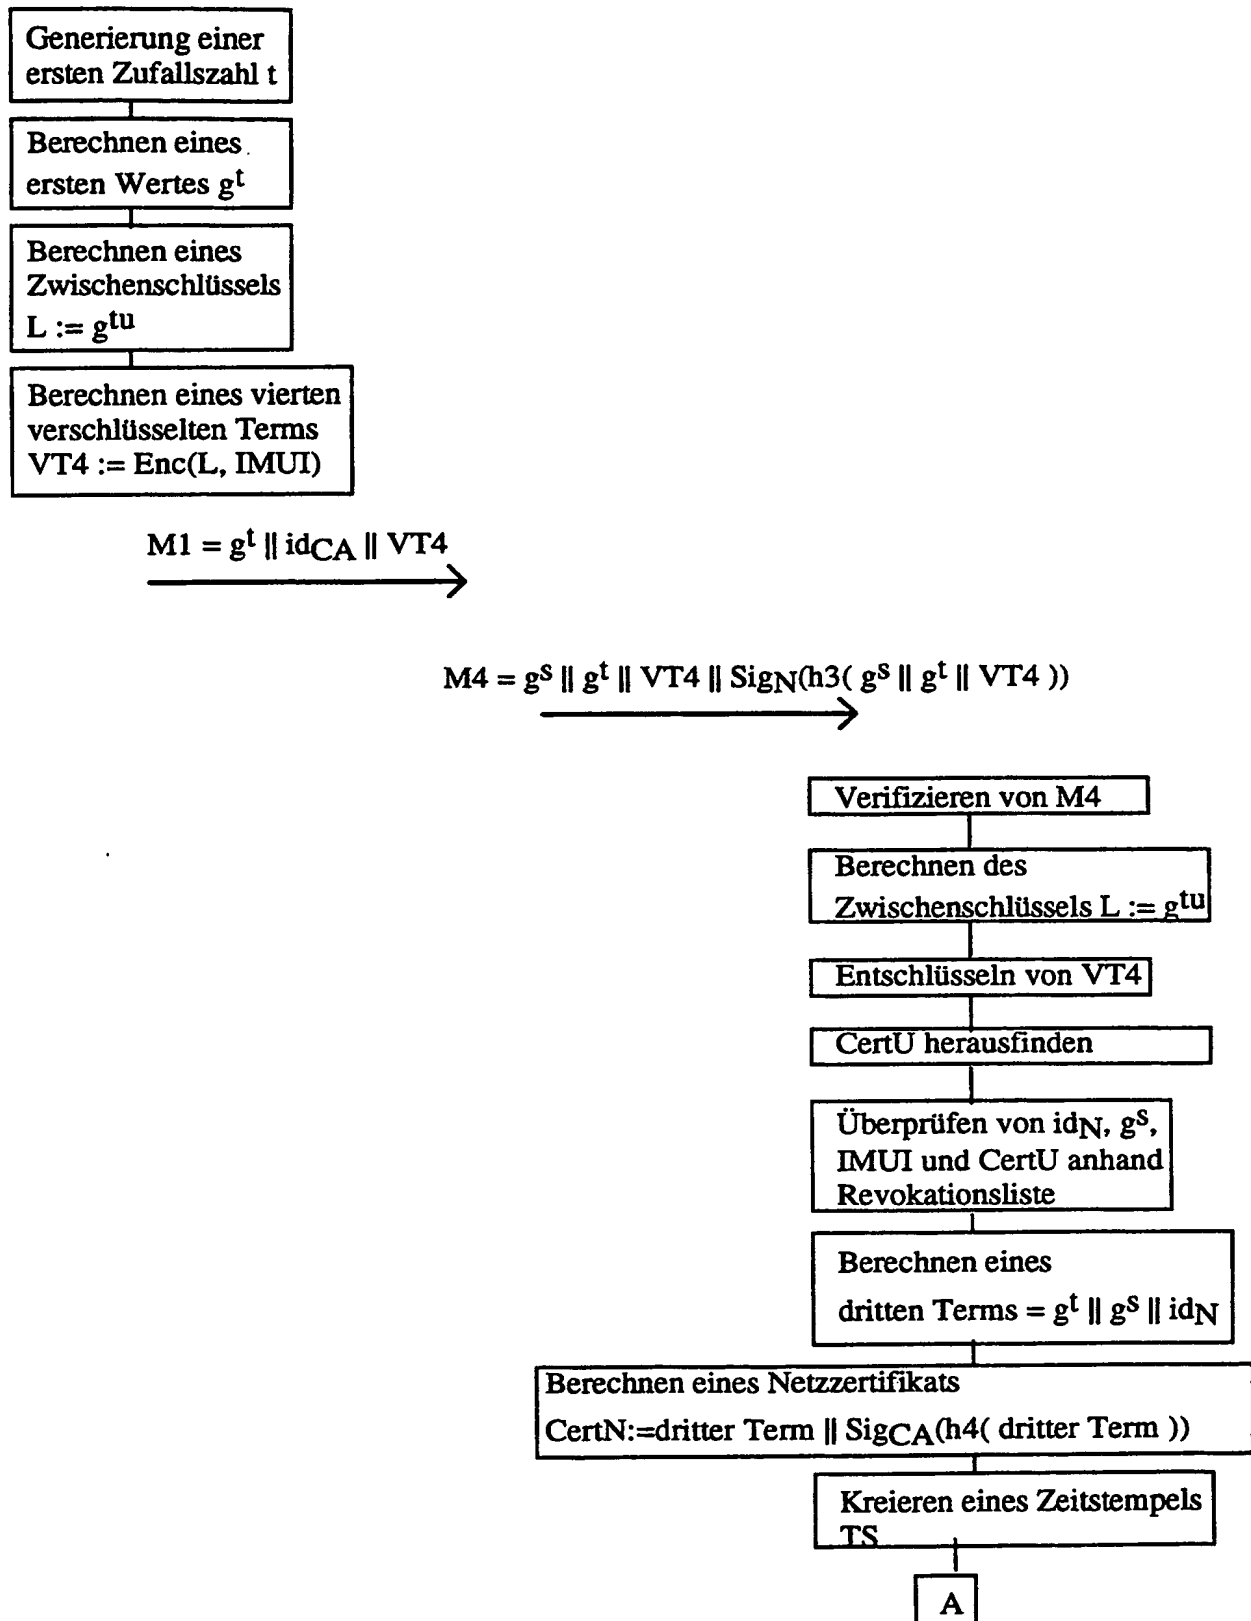 Generierung einer
ersten Zufallszahl t
Berechnen eines
ersten Wertes g^t
Berechnen eines
Zwischenschlüssels
L := g^tu
Berechnen eines vierten
verschlüsselten Terms
VT4 := Enc(L, IMUI)
M1 = g^t || id_CA || VT4
M4 = g^s || g^t || VT4 || Sig_N(h3( g^s || g^t || VT4 ))
Verifizieren von M4
Berechnen des
Zwischenschlüssels L := g^tu
Entschlüsseln von VT4
CertU herausfinden
Überprüfen von id_N, g^s,
IMUI und CertU anhand
Revokationsliste
Berechnen eines
dritten Terms = g^t || g^s || id_N
Berechnen eines Netzzertifikats
CertN:=dritter Term || Sig_CA(h4( dritter Term ))
Kreieren eines Zeitstempels
TS
A